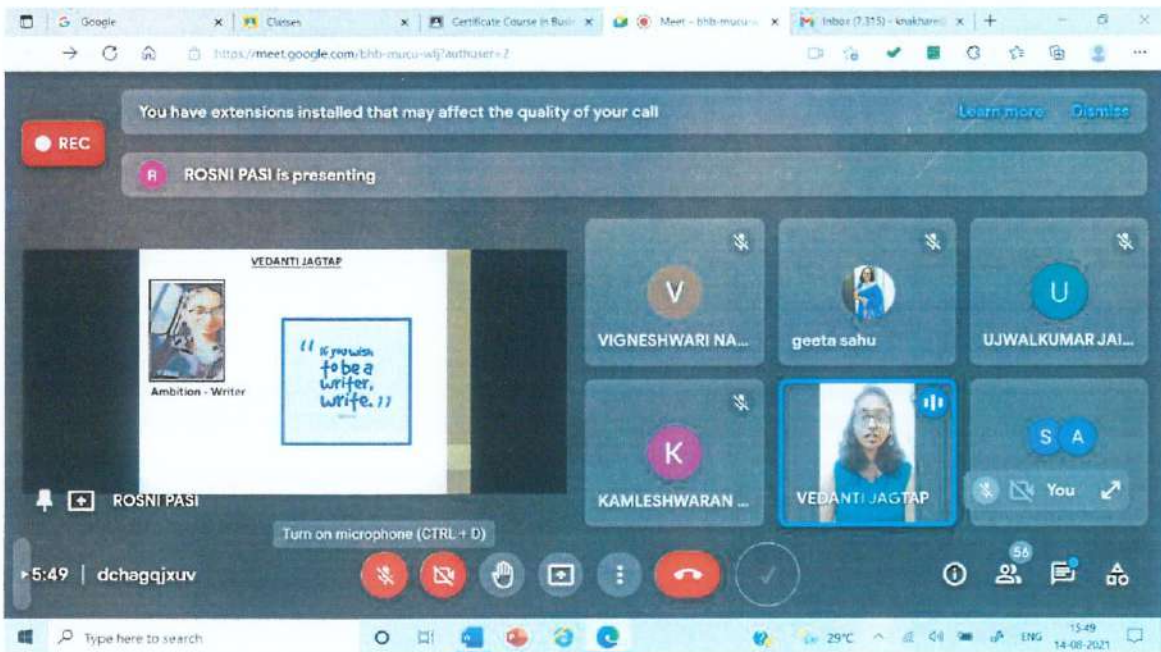 Google
Classes
Certificate Course in Busi
Meet - bhb-mucu-
Inbox (7,315) - knakhare
https://meet.google.com/bhb-mucu-wlj?authuser=2
You have extensions installed that may affect the quality of your call
Learn more
Dismiss
REC
R
ROSNI PASI is presenting
VEDANTI JAGTAP
Ambition - Writer
“ If you wish
to be a
writer,
write. ”
V
VIGNESHWARI NA...
geeta sahu
U
UJWALKUMAR JAI...
K
KAMLESHWARAN ...
VEDANTI JAGTAP
S A
You
ROSNI PASI
Turn on microphone (CTRL + D)
5:49 | dchagqjxuv
56
Type here to search
29°C
ENG
15:49
14-08-2021